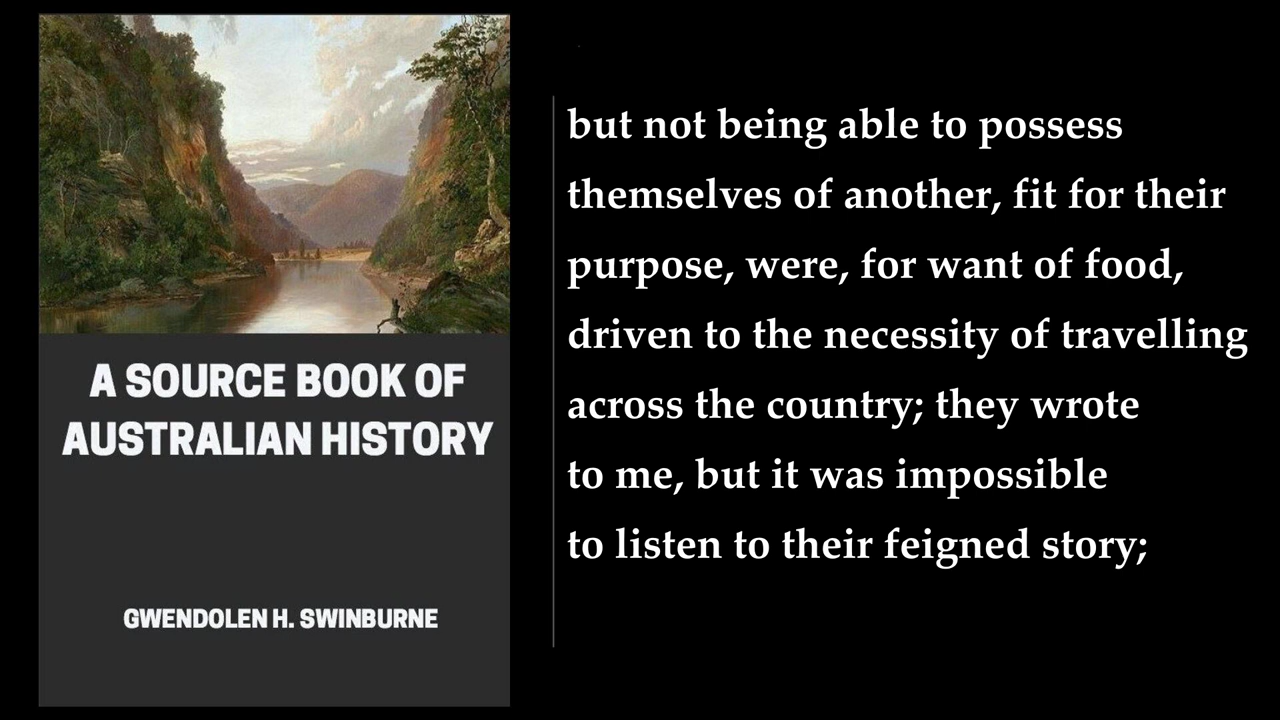 A SOURCE BOOK OF
AUSTRALIAN HISTORY
GWENDOLEN H. SWINBURNE
but not being able to possess
themselves of another, fit for their
purpose, were, for want of food,
driven to the necessity of travelling
across the country; they wrote
to me, but it was impossible
to listen to their feigned story;